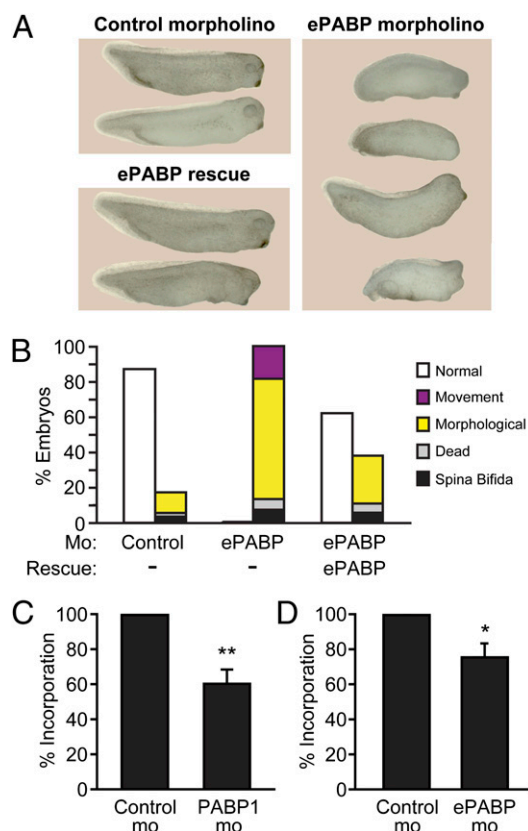 A
Control morpholino
ePABP morpholino
ePABP rescue
B
% Embryos
100
80
60
40
20
0
Normal
Movement
Morphological
Dead
Spina Bifida
Mo: Control ePABP ePABP
Rescue: - - ePABP
C
% Incorporation
100
80
60
40
20
0
**
Control PABP1
mo mo
D
% Incorporation
100
80
60
40
20
0
*
Control ePABP
mo mo